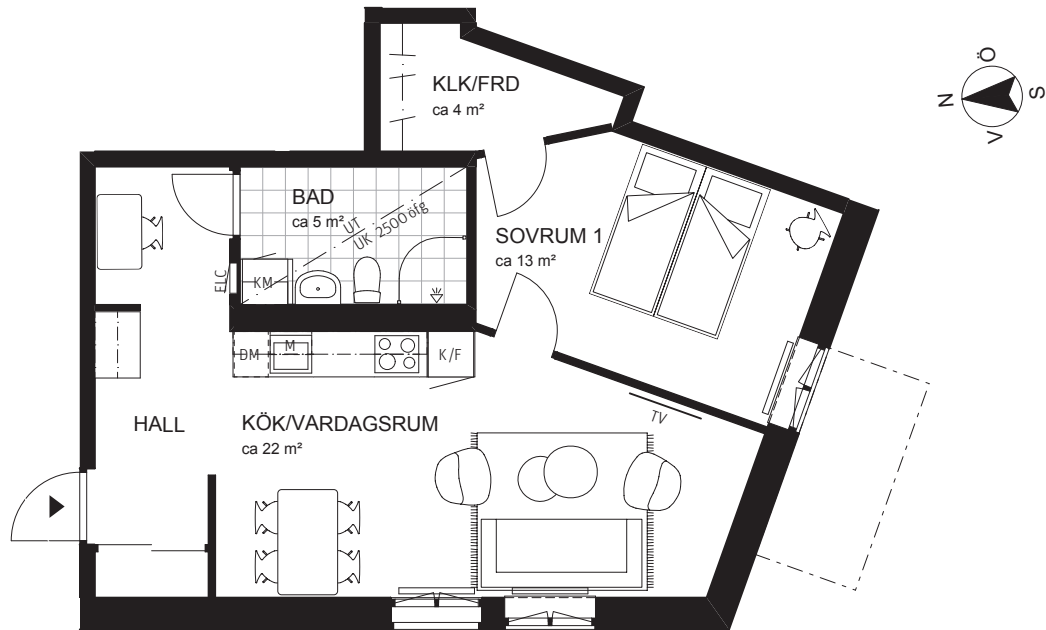 KLK/FRD
ca 4 m²
Ö
N
S
V
BAD
ca 5 m²
UT
UK 2500 öfg
SOVRUM 1
ca 13 m²
ELC
KM
DM
M
K/F
HALL
KÖK/VARDAGSRUM
ca 22 m²
TV